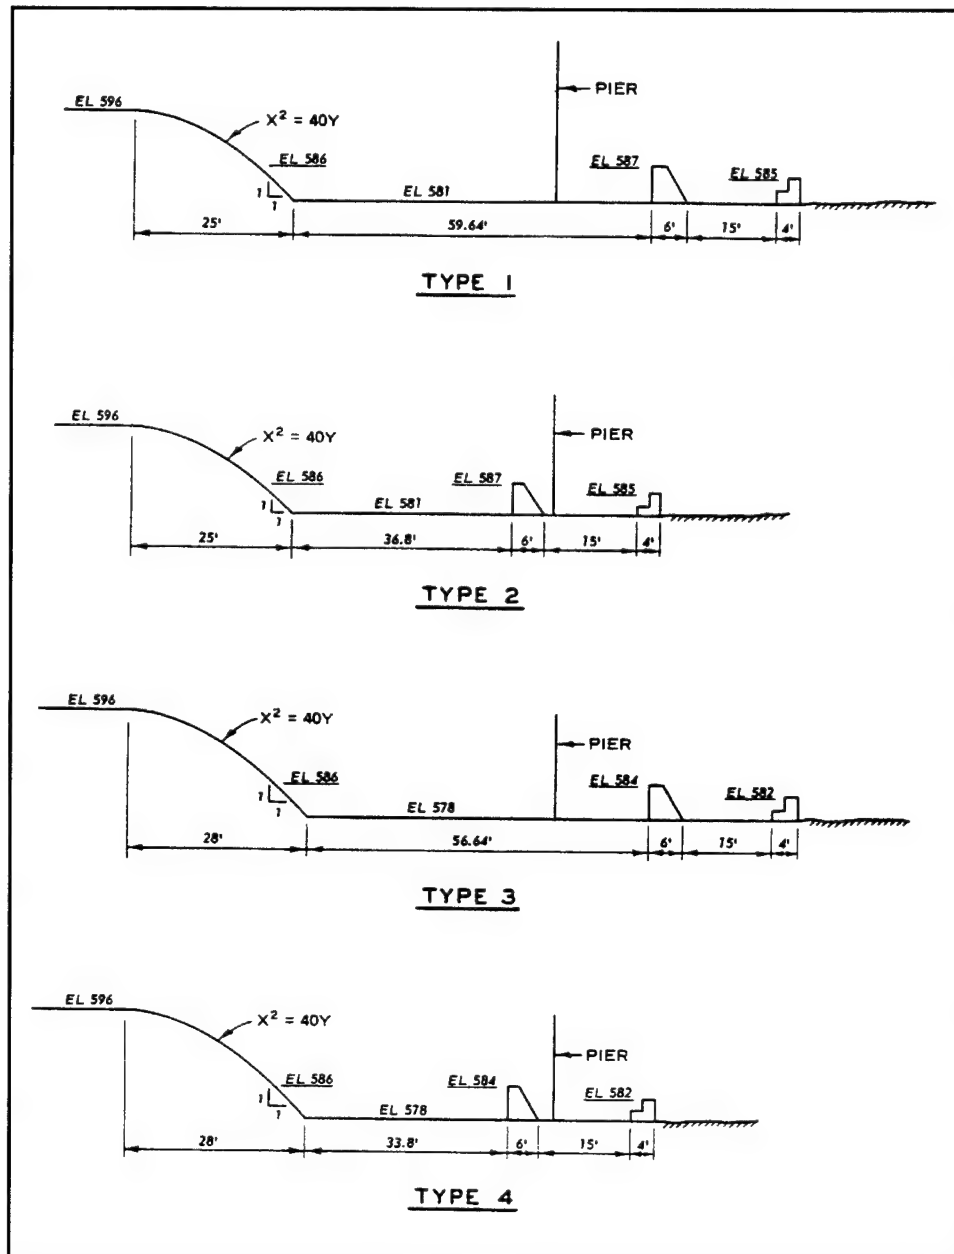 PIER
EL 596
X² = 40Y
EL 586
EL 587
EL 585
1
1
EL 581
25'
59.64'
6'
15'
4'
TYPE 1
EL 596
PIER
X² = 40Y
EL 586
EL 587
EL 585
1
1
EL 581
25'
36.8'
6'
15'
4'
TYPE 2
EL 596
X² = 40Y
PIER
EL 586
EL 584
EL 582
1
1
EL 578
28'
56.64'
6'
15'
4'
TYPE 3
EL 596
X² = 40Y
PIER
EL 586
EL 584
EL 582
1
1
EL 578
28'
33.8'
6'
15'
4'
TYPE 4